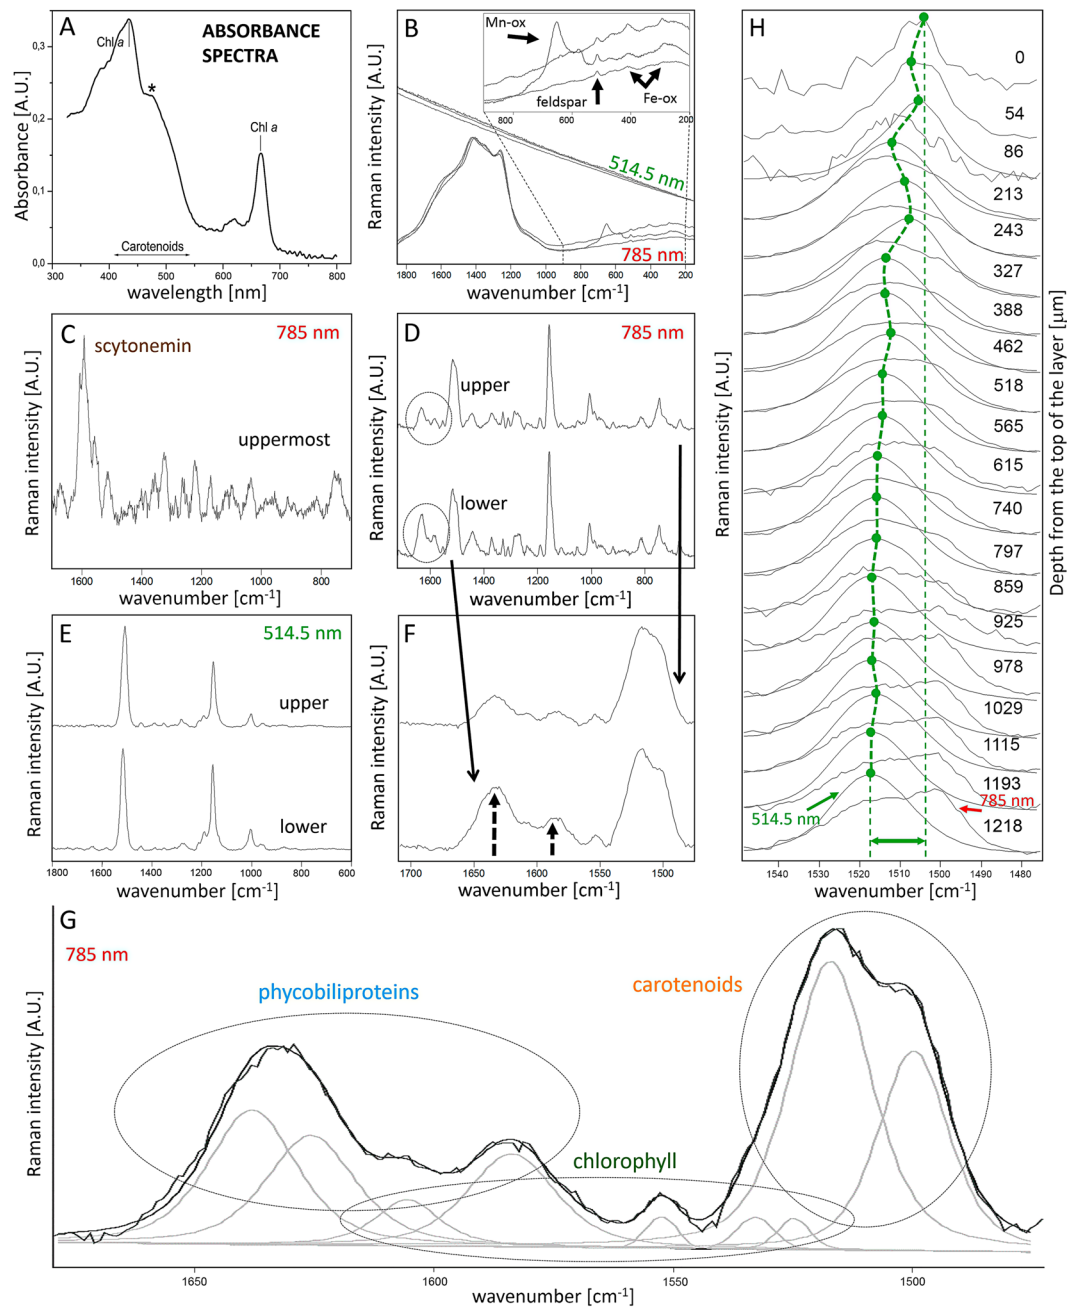 A
ABSORBANCE
SPECTRA
Chl a
*
Chl a
Carotenoids
0,3
0,2
0,1
0,0
Absorbance [A.U.]
300 400 500 600 700 800
wavelength [nm]
B
Mn-ox
feldspar
Fe-ox
800 600 400 200
514.5 nm
785 nm
Raman intensity [A.U.]
1800 1600 1400 1200 1000 800 600 400 200
wavenumber [cm-1]
C
785 nm
scytonemin
uppermost
Raman intensity [A.U.]
1600 1400 1200 1000 800
wavenumber [cm-1]
D
785 nm
upper
lower
Raman intensity [A.U.]
1600 1400 1200 1000 800
wavenumber [cm-1]
E
514.5 nm
upper
lower
Raman intensity [A.U.]
1800 1600 1400 1200 1000 800 600
wavenumber [cm-1]
F
Raman intensity [A.U.]
1700 1650 1600 1550 1500
wavenumber [cm-1]
H
0
54
86
213
243
327
388
462
518
565
615
740
797
859
925
978
1029
1115
1193
1218
514.5 nm
785 nm
Raman intensity [A.U.]
Depth from the top of the layer [µm]
1540 1530 1520 1510 1500 1490 1480
wavenumber [cm-1]
G
785 nm
phycobiliproteins
carotenoids
chlorophyll
Raman intensity [A.U.]
1650 1600 1550 1500
wavenumber [cm-1]